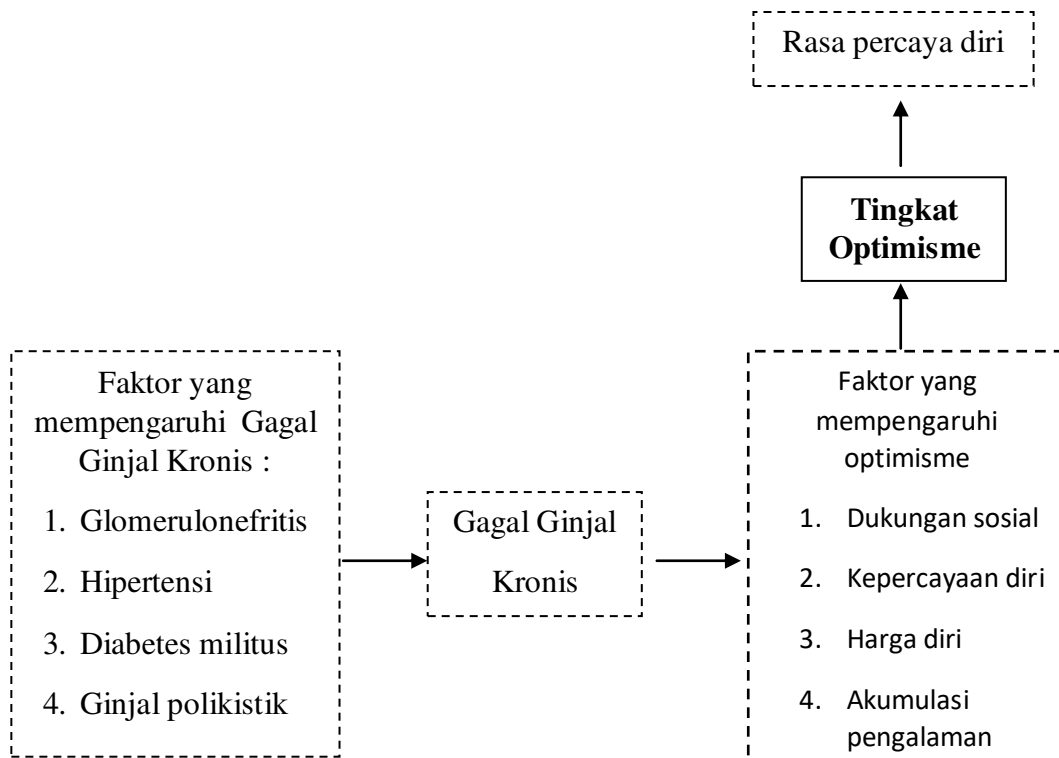 Rasa percaya diri
Tingkat
Optimisme
Faktor yang
mempengaruhi Gagal
Ginjal Kronis :
1. Glomerulonefritis
2. Hipertensi
3. Diabetes militus
4. Ginjal polikistik
Gagal Ginjal
Kronis
Faktor yang
mempengaruhi
optimisme
1. Dukungan sosial
2. Kepercayaan diri
3. Harga diri
4. Akumulasi
pengalaman